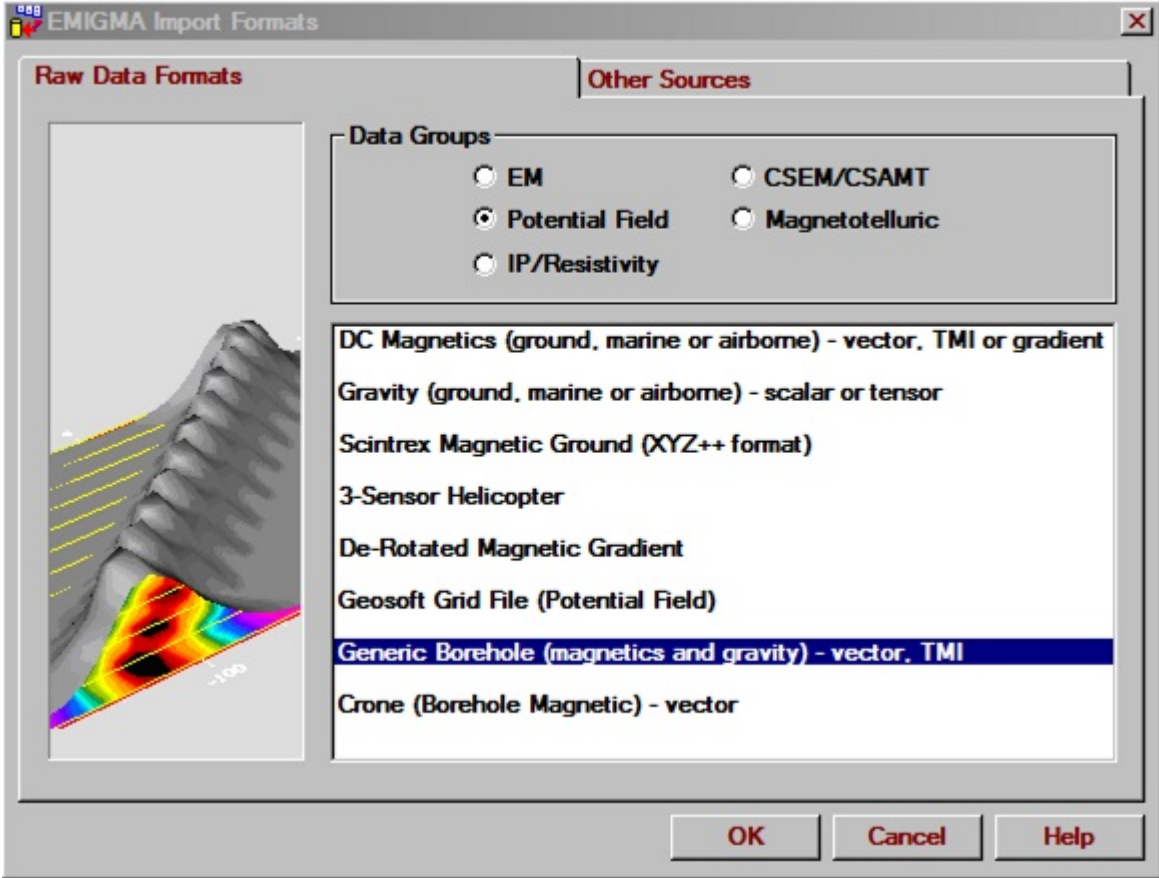 EMIGMA Import Formats
Raw Data Formats
Other Sources
Data Groups
EM
CSEM/CSAMT
Potential Field
Magnetotelluric
IP/Resistivity
DC Magnetics (ground, marine or airborne) - vector, TMI or gradient
Gravity (ground, marine or airborne) - scalar or tensor
Scintrex Magnetic Ground (XYZ++ format)
3-Sensor Helicopter
De-Rotated Magnetic Gradient
Geosoft Grid File (Potential Field)
Generic Borehole (magnetics and gravity) - vector, TMI
Crone (Borehole Magnetic) - vector
-100
OK
Cancel
Help